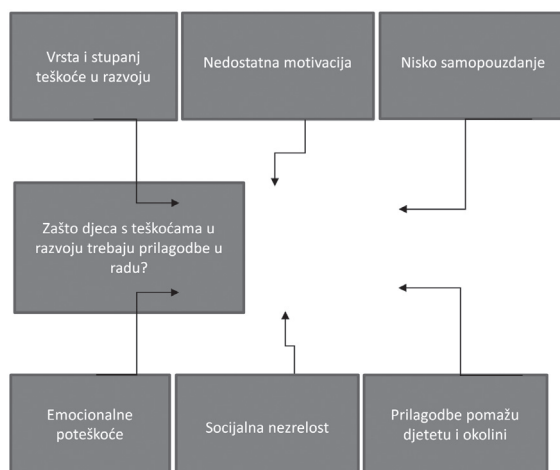 Vrsta i stupanj
teškoće u razvoju
Nedostatna motivacija
Nisko samopouzdanje
Zašto djeca s teškoćama u
razvoju trebaju prilagodbe u
radu?
Emocionalne
poteškoće
Socijalna nezrelost
Prilagodbe pomažu
djetetu i okolini